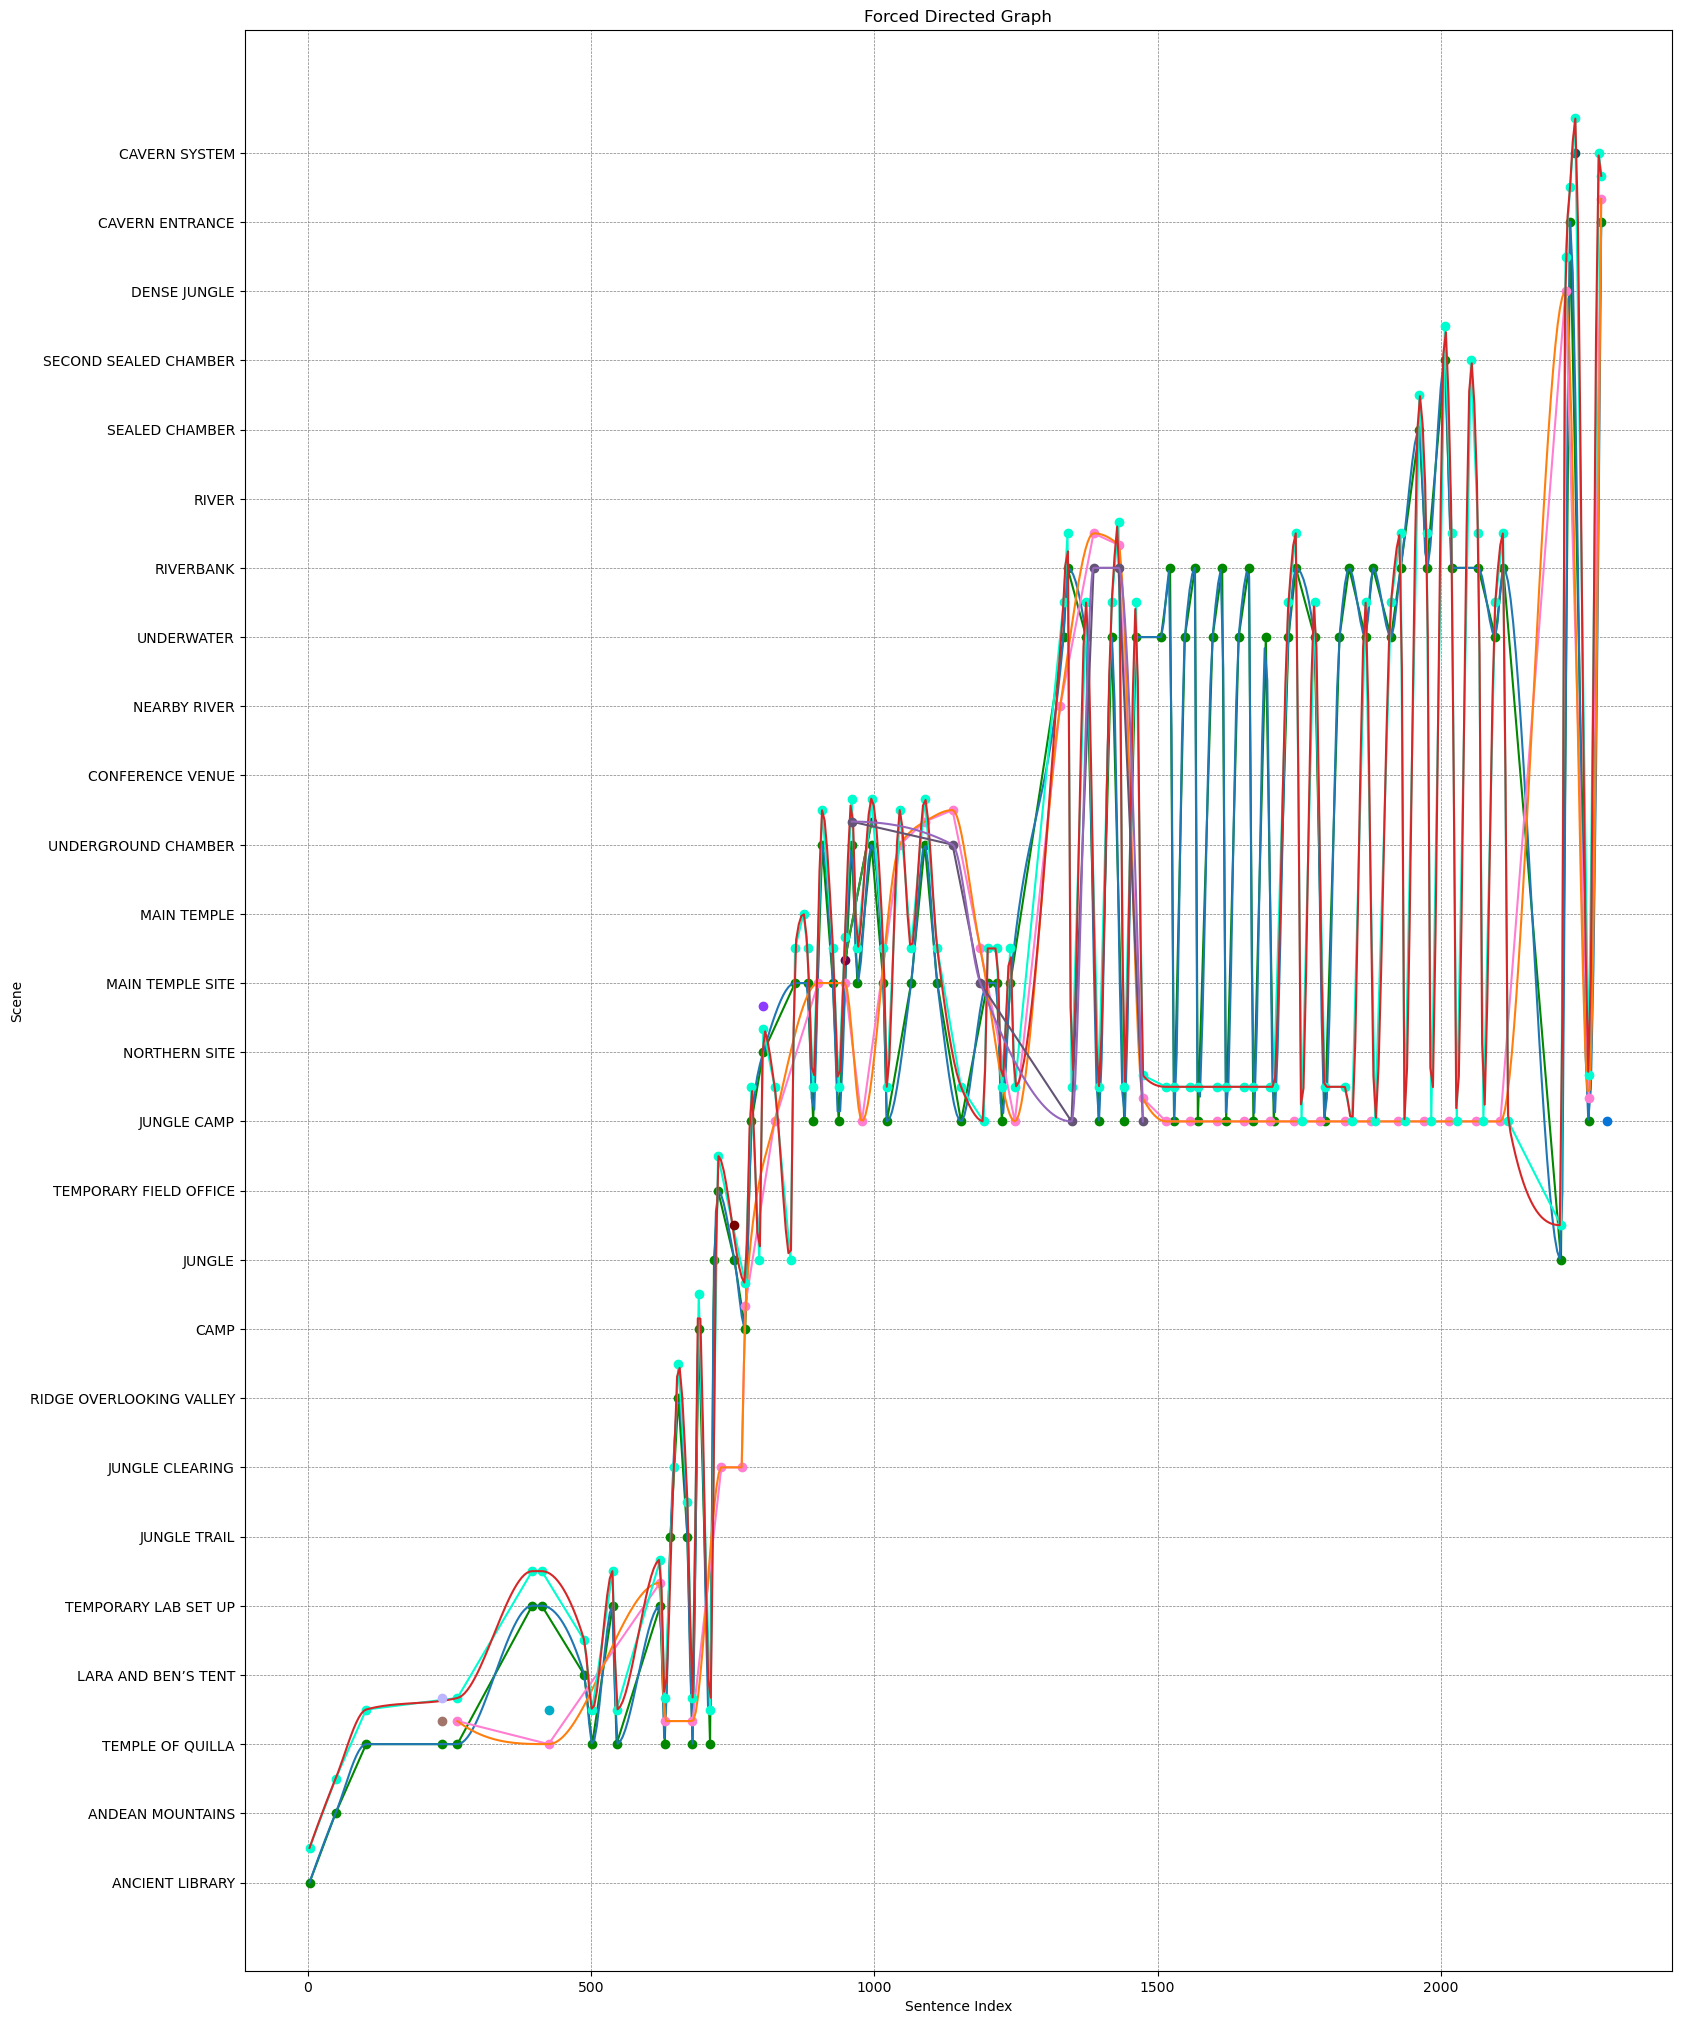 Forced Directed Graph
CAVERN SYSTEM
CAVERN ENTRANCE
DENSE JUNGLE
SECOND SEALED CHAMBER
SEALED CHAMBER
RIVER
RIVERBANK
UNDERWATER
NEARBY RIVER
CONFERENCE VENUE
UNDERGROUND CHAMBER
MAIN TEMPLE
MAIN TEMPLE SITE
NORTHERN SITE
JUNGLE CAMP
TEMPORARY FIELD OFFICE
JUNGLE
CAMP
RIDGE OVERLOOKING VALLEY
JUNGLE CLEARING
JUNGLE TRAIL
TEMPORARY LAB SET UP
LARA AND BEN’S TENT
TEMPLE OF QUILLA
ANDEAN MOUNTAINS
ANCIENT LIBRARY
Scene
0 500 1000 1500 2000
Sentence Index